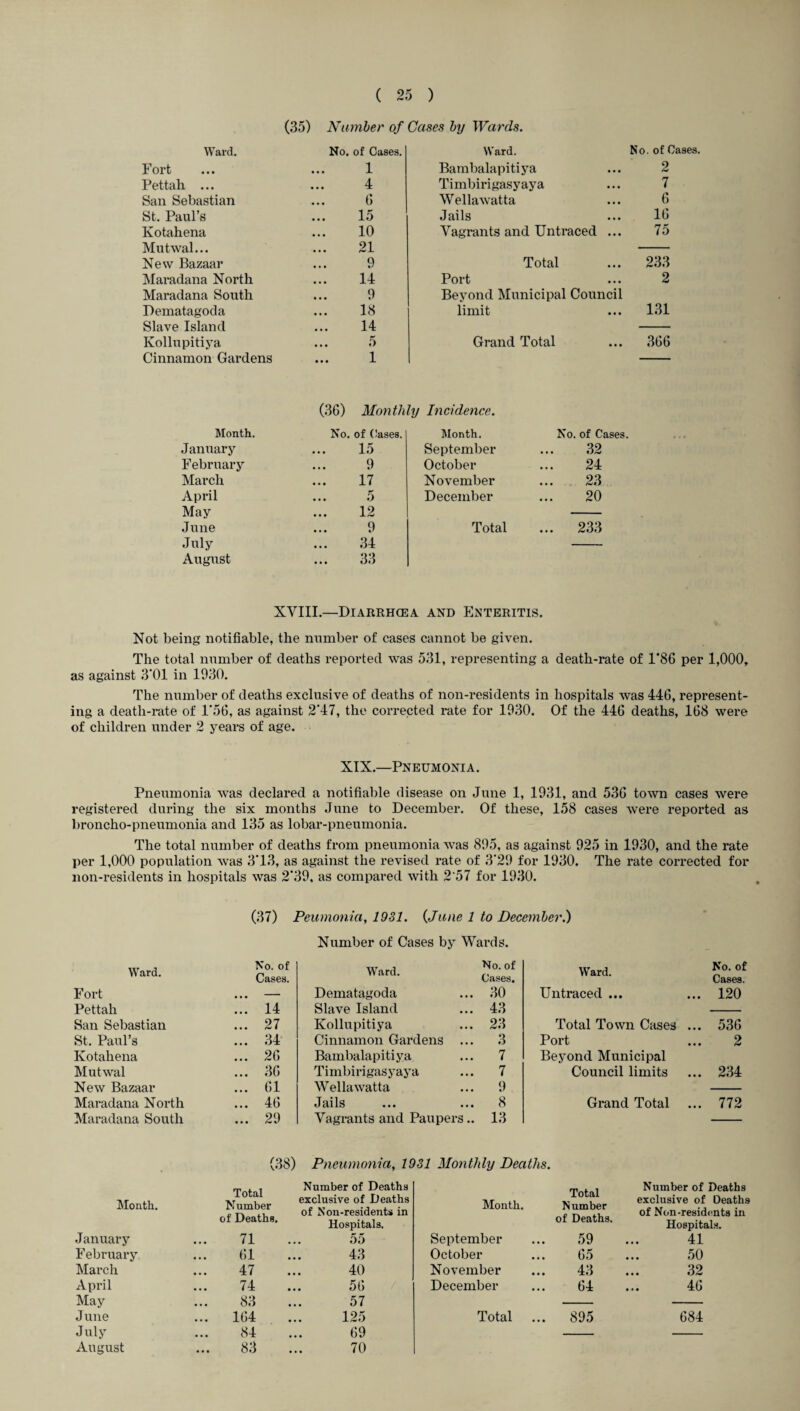 ( 25 )
(35) Number of Cases by Wards.
Ward. No. of Cases.
Fort ... ... 1
Pettah ... ... 4
San Sebastian ... 6
St. Paul's ... 15
Kotahena ... 10
Mutwal... ... 21
New Bazaar ... 9
Maradana North ... 14
Maradana South ... 9
Dematagoda ... 18
Slave Island ... 14
Kollupitiya ... 5
Cinnamon Gardens ... 1
Ward. No. of Cases.
Bambalapitiya ... 2
Timbirigasyaya ... 7
Wellawatta ... 6
Jails ... 16
Vagrants and Untraced ... 75
Total ... 233
Port ... 2
Beyond Municipal Council
limit ... 131
Grand Total ... 366
(36) Monthly Incidence.
Month. No. of Cases.
January ... 15
February ... 9
March ... 17
April ... 5
May ... 12
June ... 9
July ... 34
August ... 33
Month. No. of Cases.
September ... 32
October ... 24
November ... 23
December ... 20
Total ... 233
XVIII.—DIARRHŒA AND ENTERITIS.
Not being notifiable, the number of cases cannot be given.
The total number of deaths reported was 531, representing a death-rate of 1·86 per 1,000,
as against 3·01 in 1930.
The number of deaths exclusive of deaths of non-residents in hospitals was 446, represent-
ing a death-rate of 1·56, as against 2·47, the corrected rate for 1930. Of the 446 deaths, 168 were
of children under 2 years of age.
XIX.—PNEUMONIA.
Pneumonia was declared a notifiable disease on June 1, 1931, and 536 town cases were
registered during the six months June to December. Of these, 158 cases were reported as
broncho-pneumonia and 135 as lobar-pneumonia.
The total number of deaths from pneumonia was 895, as against 925 in 1930, and the rate
per 1,000 population was 3·13, as against the revised rate of 3·29 for 1930. The rate corrected for
non-residents in hospitals was 2·39, as compared with 2·57 for 1930.
(37) Peumonia, 1931. (June 1 to December.)
Number of Cases by Wards.
Ward. No. of Cases.
Fort ... —
Pettah ... 14
San Sebastian ... 27
St. Paul's ... 34
Kotahena ... 26
Mutwal ... 36
New Bazaar ... 61
Maradana North ... 46
Maradana South ... 29
Ward. No. of Cases.
Dematagoda ... 30
Slave Island ... 43
Kollupitiya ... 23
Cinnamon Gardens ... 3
Bambalapitiya ... 7
Timbirigasyaya ... 7
Wellawatta ... 9
Jails ... ... 8
Vagrants and Paupers .. 13
Ward. No. of Cases.
Untraced ... ... 120
Total Town Cases ... 536
Port ... 2
Beyond Municipal
Council limits ... 234
Grand Total ... 772
(38) Pneumonia, 1931 Monthly Deaths.
Month. Total Number of Deaths. Number of Deaths exclusive of Deaths of Non-residents in Hospitals.
January ... 71 ... 55
February ... 61 ... 43
March ... 47 ... 40
April ... 74 ... 56
May ... 83 ... 57
June ... 164 ... 125
July ... 84 ... 69
August ... 83 ... 70
Month. Total Number of Deaths. Number of Deaths exclusive of Deaths of Non-residents in Hospitals.
September ... 59 ... 41
October ... 65 ... 50
November ... 43 ... 32
December ... 64 ... 46
Total ... 895 684